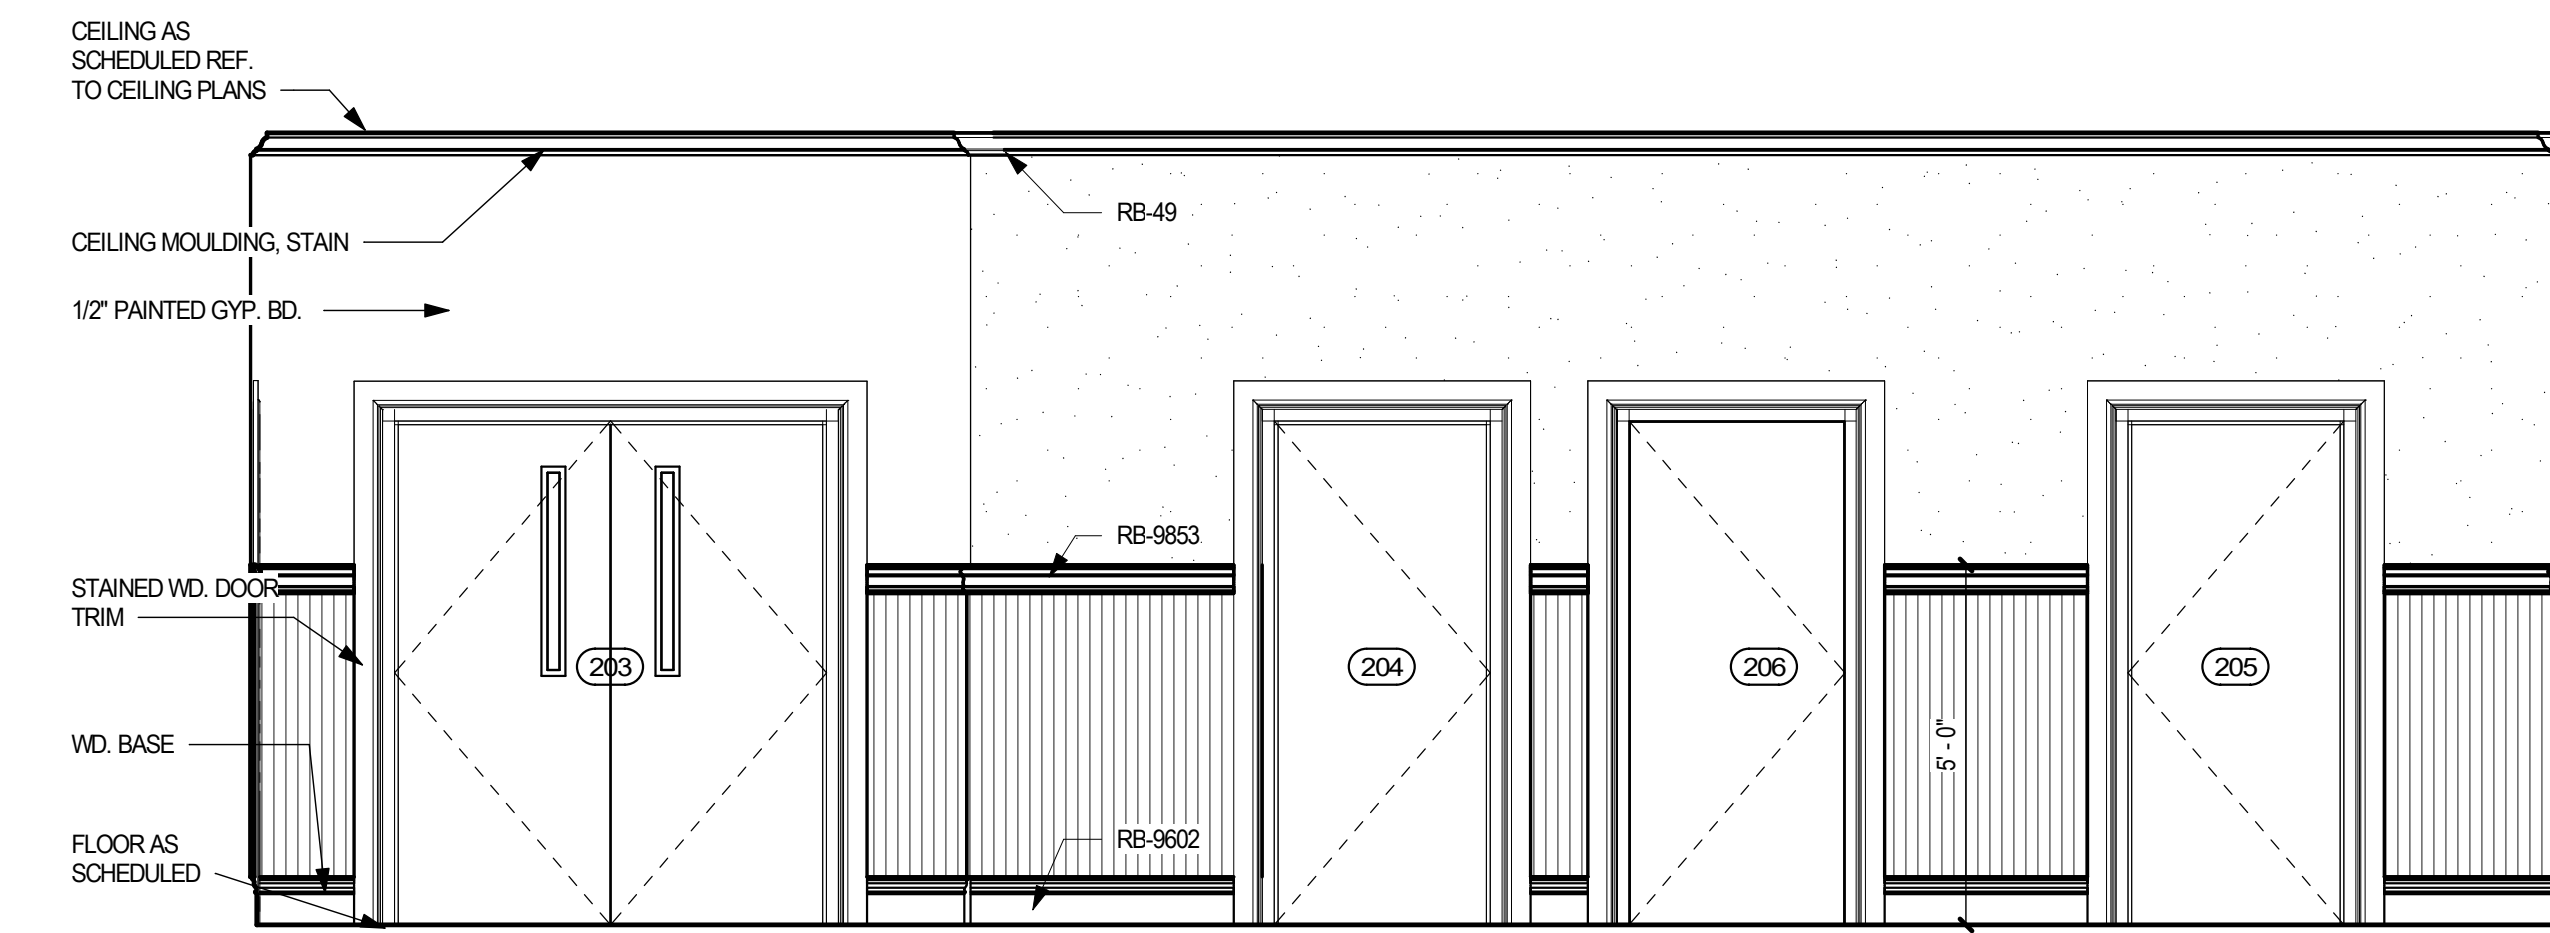 CEILING AS
SCHEDULED REF.
TO CEILING PLANS
RB-49
CEILING MOULDING, STAIN
1/2" PAINTED GYP. BD.
RB-9853
STAINED WD. DOOR
TRIM
203
204
206
205
5' - 0"
WD. BASE
RB-9602
FLOOR AS
SCHEDULED